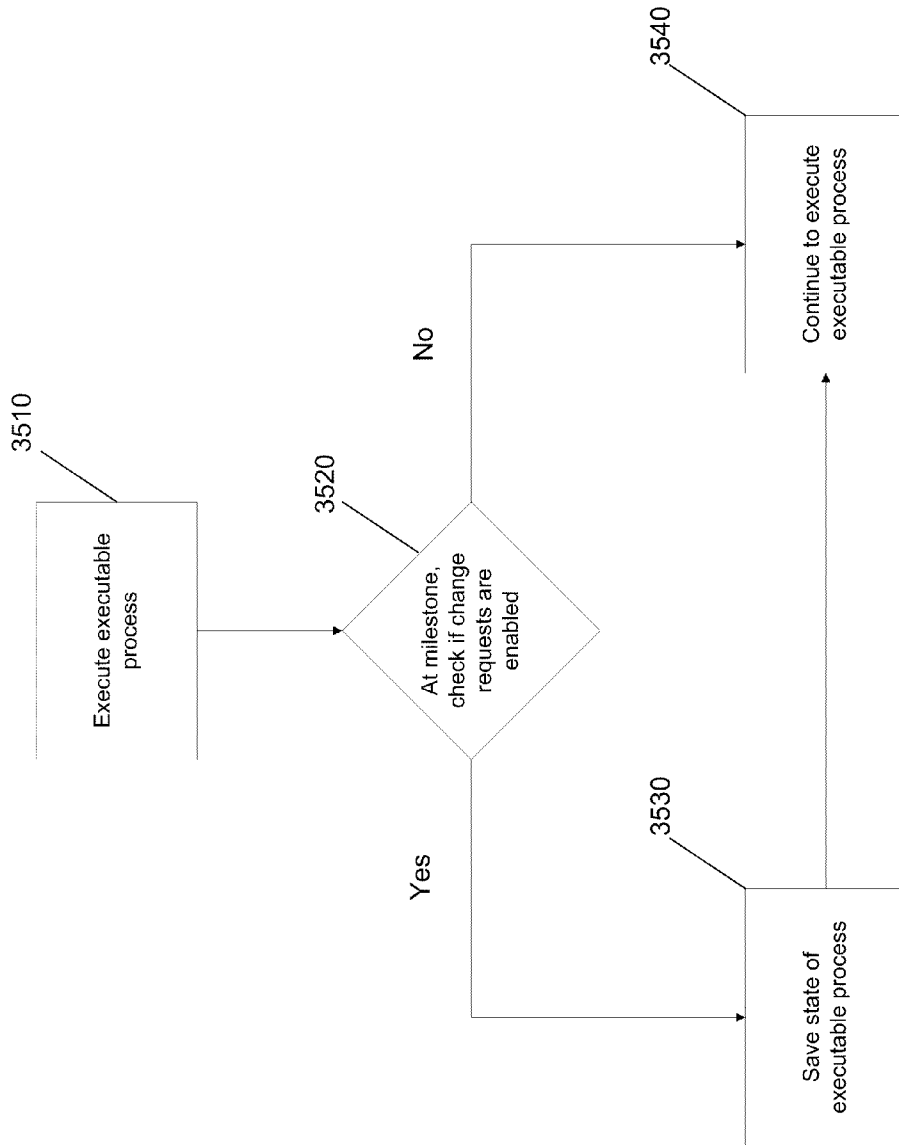 3510
Execute executable
process
3520
At milestone,
check if change
requests are
enabled
Yes
No
3530
Save state of
executable process
3540
Continue to execute
executable process